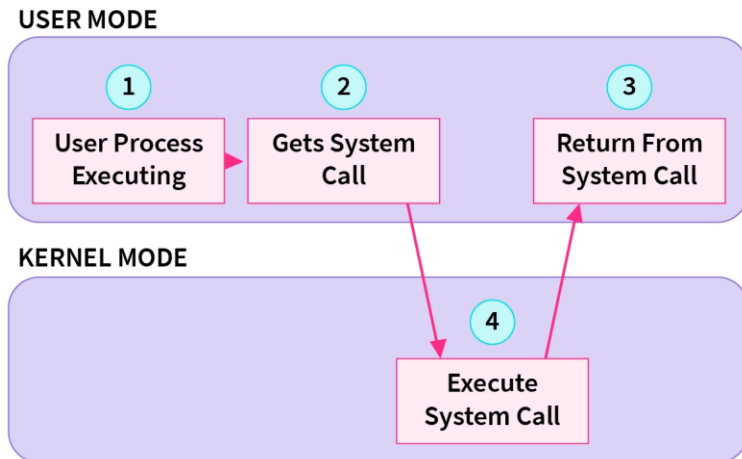 USER MODE
1
User Process
Executing
2
Gets System
Call
3
Return From
System Call
KERNEL MODE
4
Execute
System Call